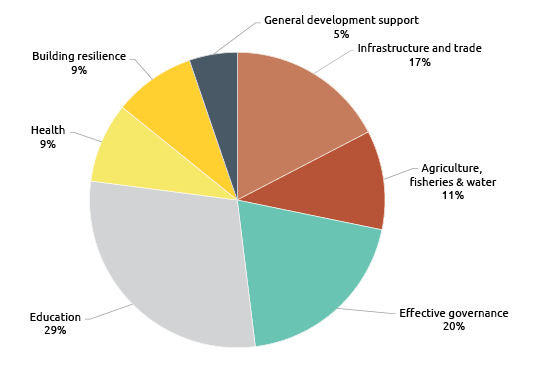 General development support
5%
Infrastructure and trade
17%
Building resilience
9%
Health
9%
Agriculture,
fisheries & water
11%
Education
29%
Effective governance
20%